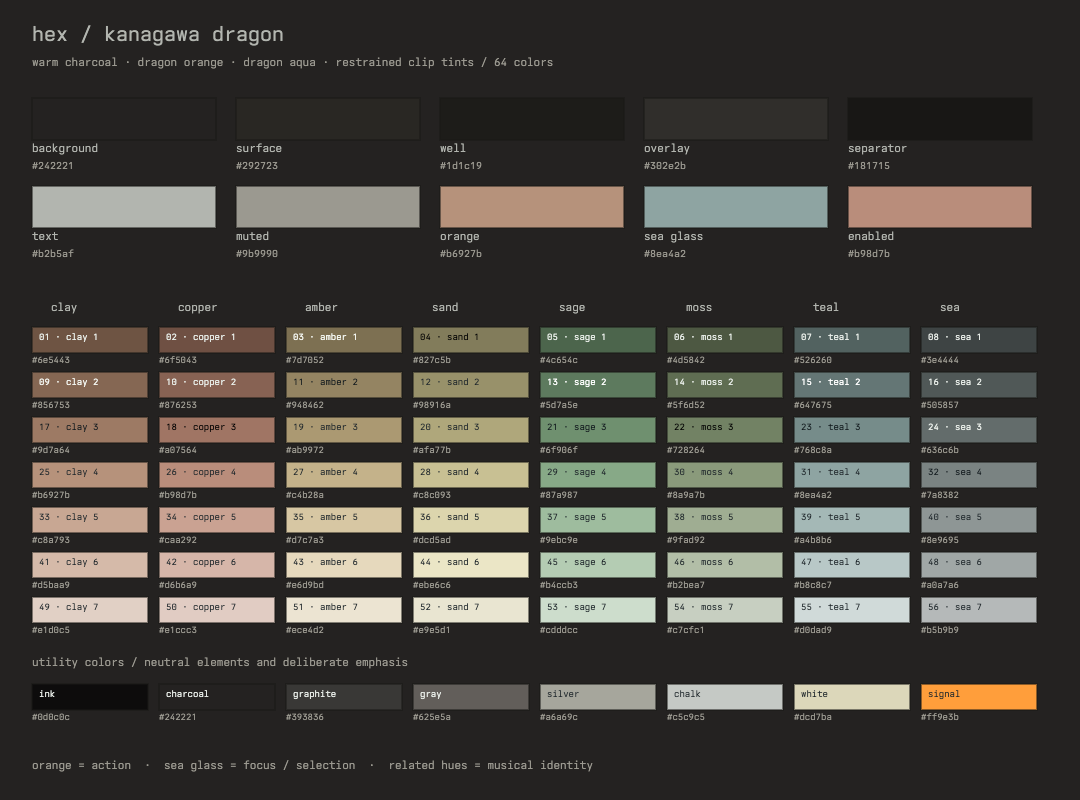 hex / kanagawa dragon
warm charcoal · dragon orange · dragon aqua · restrained clip tints / 64 colors
background surface well overlay separator
#242221 #292723 #1d1c19 #302e2b #181715
text muted orange sea glass enabled
#b2b5af #9b9990 #b6927b #8ea4a2 #b98d7b
clay copper amber sand sage moss teal sea
01 · clay 1 02 · copper 1 03 · amber 1 04 · sand 1 05 · sage 1 06 · moss 1 07 · teal 1 08 · sea 1
#6e5443 #6f5043 #7d7052 #827c5b #4c654c #4d5842 #526260 #3e4444
09 · clay 2 10 · copper 2 11 · amber 2 12 · sand 2 13 · sage 2 14 · moss 2 15 · teal 2 16 · sea 2
#856753 #876253 #948462 #98916a #5d7a5e #5f6d52 #647675 #505857
17 · clay 3 18 · copper 3 19 · amber 3 20 · sand 3 21 · sage 3 22 · moss 3 23 · teal 3 24 · sea 3
#9d7a64 #a07564 #ab9972 #afa77b #6f906f #728264 #768c8a #636c6b
25 · clay 4 26 · copper 4 27 · amber 4 28 · sand 4 29 · sage 4 30 · moss 4 31 · teal 4 32 · sea 4
#b6927b #b98d7b #c4b28a #c8c093 #87a987 #8a9a7b #8ea4a2 #7a8382
33 · clay 5 34 · copper 5 35 · amber 5 36 · sand 5 37 · sage 5 38 · moss 5 39 · teal 5 40 · sea 5
#c8a793 #caa292 #d7c7a3 #dcd5ad #9ebc9e #9fad92 #a4b8b6 #8e9695
41 · clay 6 42 · copper 6 43 · amber 6 44 · sand 6 45 · sage 6 46 · moss 6 47 · teal 6 48 · sea 6
#d5baa9 #d6b6a9 #e6d9bd #ebe6c6 #b4ccb3 #b2bea7 #b8c8c7 #a0a7a6
49 · clay 7 50 · copper 7 51 · amber 7 52 · sand 7 53 · sage 7 54 · moss 7 55 · teal 7 56 · sea 7
#e1d0c5 #e1ccc3 #ece4d2 #e9e5d1 #cdddcc #c7cfc1 #d0dad9 #b5b9b9
utility colors / neutral elements and deliberate emphasis
ink charcoal graphite gray silver chalk white signal
#0d0c0c #242221 #393836 #625e5a #a6a69c #c5c9c5 #dcd7ba #ff9e3b
orange = action · sea glass = focus / selection · related hues = musical identity